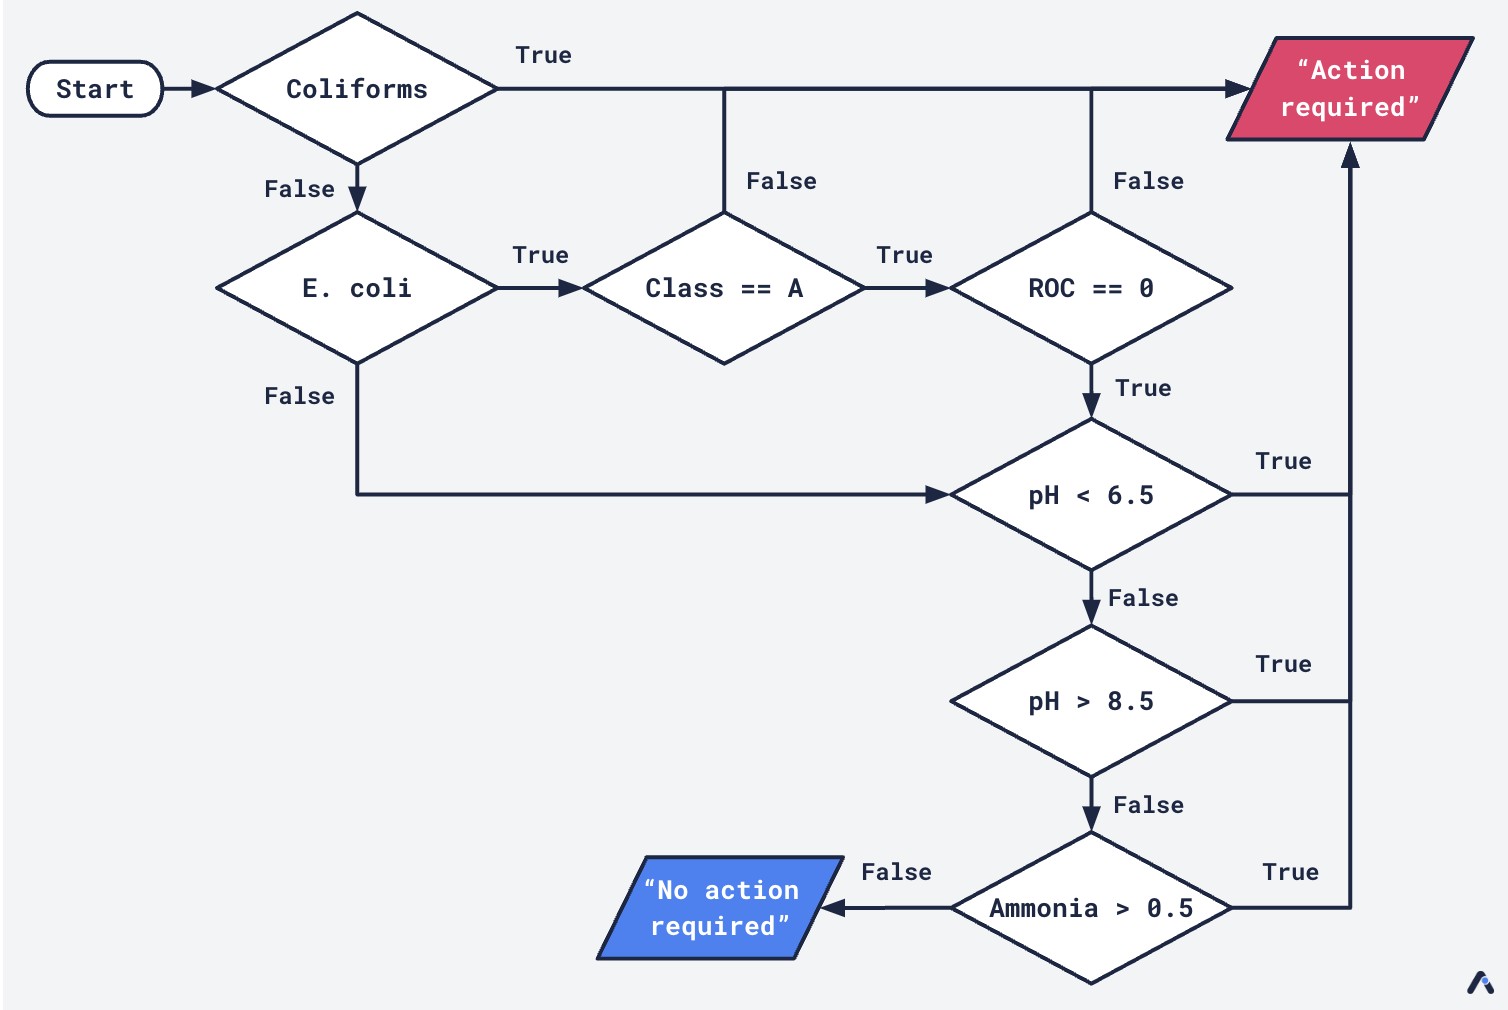 True
Start
Coliforms
“Action
required”
False
False
False
E. coli
True
Class == A
True
ROC == 0
False
True
pH < 6.5
True
False
pH > 8.5
True
False
“No action
required”
False
Ammonia > 0.5
True